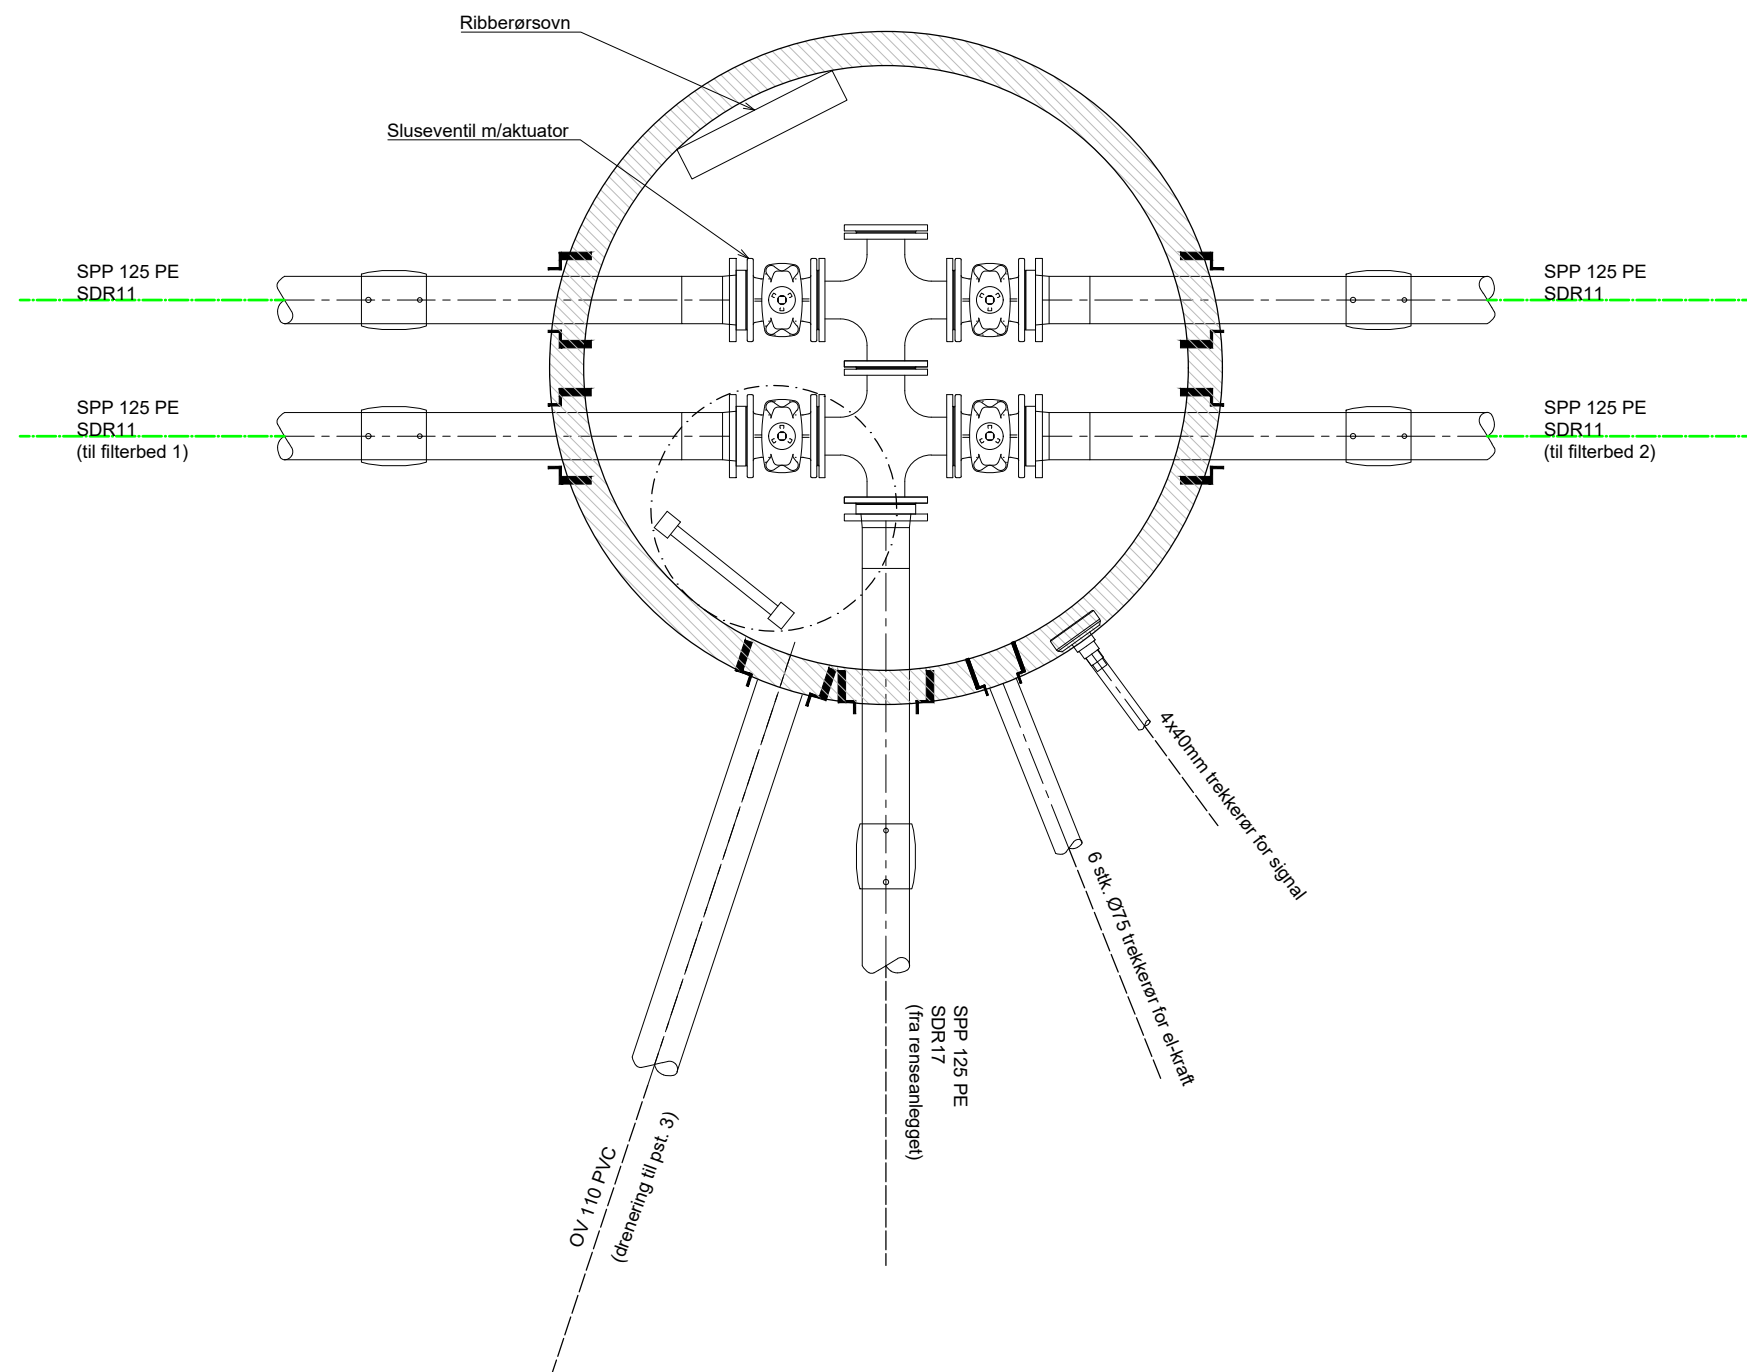 Ribberørsovn
Sluseventil m/aktuator
SPP 125 PE
SDR11
SPP 125 PE
SDR11
SPP 125 PE
SDR11
(til filterbed 1)
SPP 125 PE
SDR11
(til filterbed 2)
4x40mm trekkerør for signal
6 stk. Ø75 trekkerør for el-kraft
SPP 125 PE
SDR17
(fra renseanlegget)
OV 110 PVC
(drenering til pst. 3)